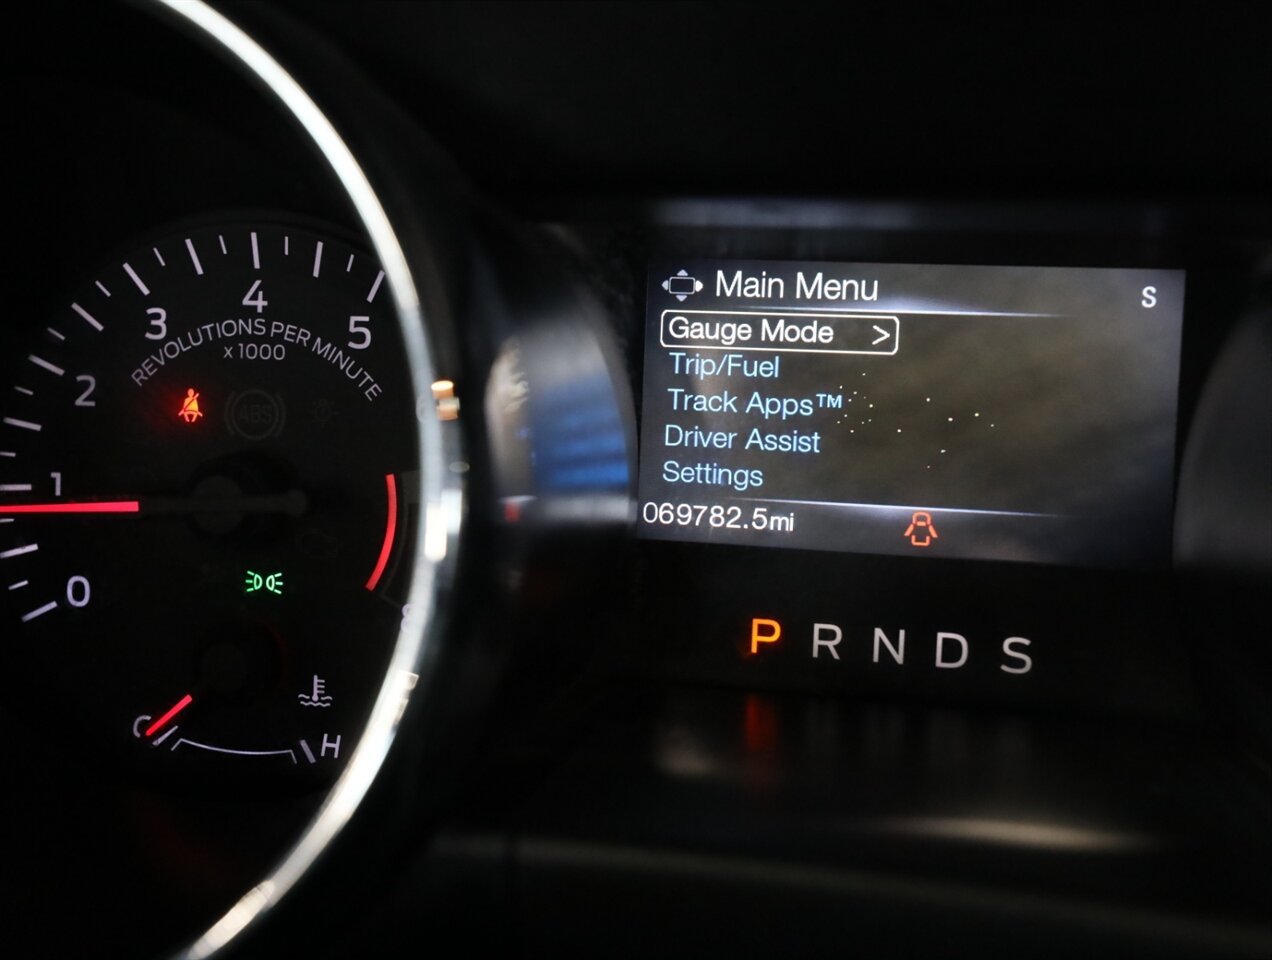 Main Menu
S
Gauge Mode >
Trip/Fuel
Track Apps™
Driver Assist
Settings
069782.5mi
P R N D S
0
1
2
3
4
5
REVOLUTIONS PER MINUTE
x 1000
ABS
C
H